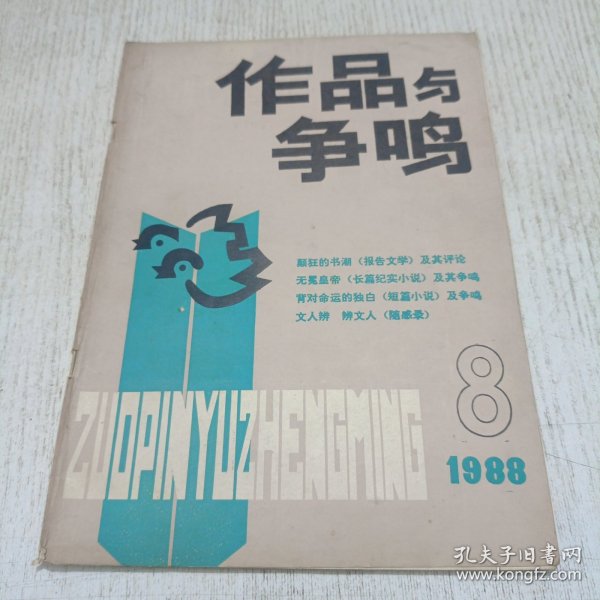 作品与
争鸣
颠狂的书潮（报告文学）及其评论
无冕皇帝（长篇纪实小说）及其争鸣
背对命运的独白（短篇小说）及争鸣
文人辨　辨文人（随感录）
8
1988
ZUOPINYUZHENGMING
孔夫子旧书网
www.kongfz.com